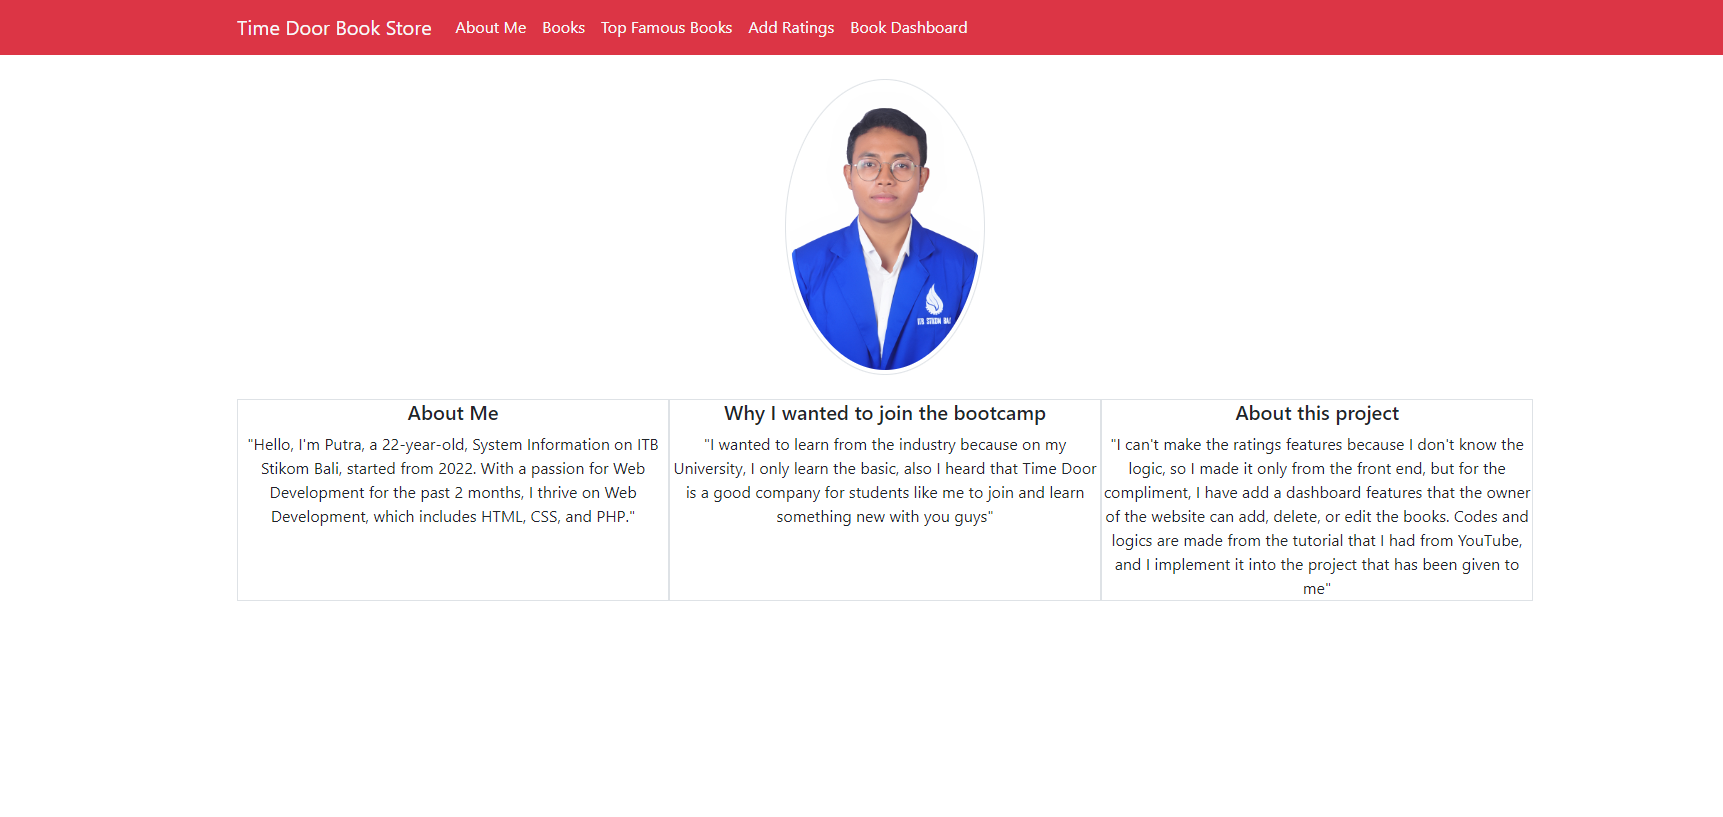 Time Door Book Store About Me Books Top Famous Books Add Ratings Book Dashboard
STIKOM
About Me
"Hello, I'm Putra, a 22-year-old, System Information on ITB
Stikom Bali, started from 2022. With a passion for Web
Development for the past 2 months, I thrive on Web
Development, which includes HTML, CSS, and PHP."
Why I wanted to join the bootcamp
"I wanted to learn from the industry because on my
University, I only learn the basic, also I heard that Time Door
is a good company for students like me to join and learn
something new with you guys"
About this project
"I can't make the ratings features because I don't know the
logic, so I made it only from the front end, but for the
compliment, I have add a dashboard features that the owner
of the website can add, delete, or edit the books. Codes and
logics are made from the tutorial that I had from YouTube,
and I implement it into the project that has been given to
me"